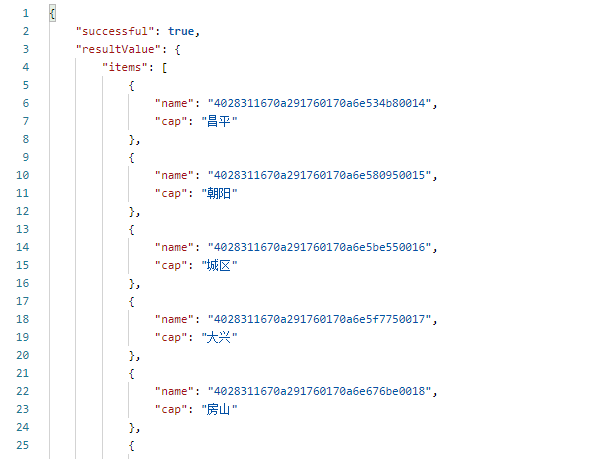 1 {
2 "successful": true,
3 "resultValue": {
4 "items": [
5 {
6 "name": "4028311670a291760170a6e534b80014",
7 "cap": "昌平"
8 },
9 {
10 "name": "4028311670a291760170a6e580950015",
11 "cap": "朝阳"
12 },
13 {
14 "name": "4028311670a291760170a6e5be550016",
15 "cap": "城区"
16 },
17 {
18 "name": "4028311670a291760170a6e5f7750017",
19 "cap": "大兴"
20 },
21 {
22 "name": "4028311670a291760170a6e676be0018",
23 "cap": "房山"
24 },
25 {